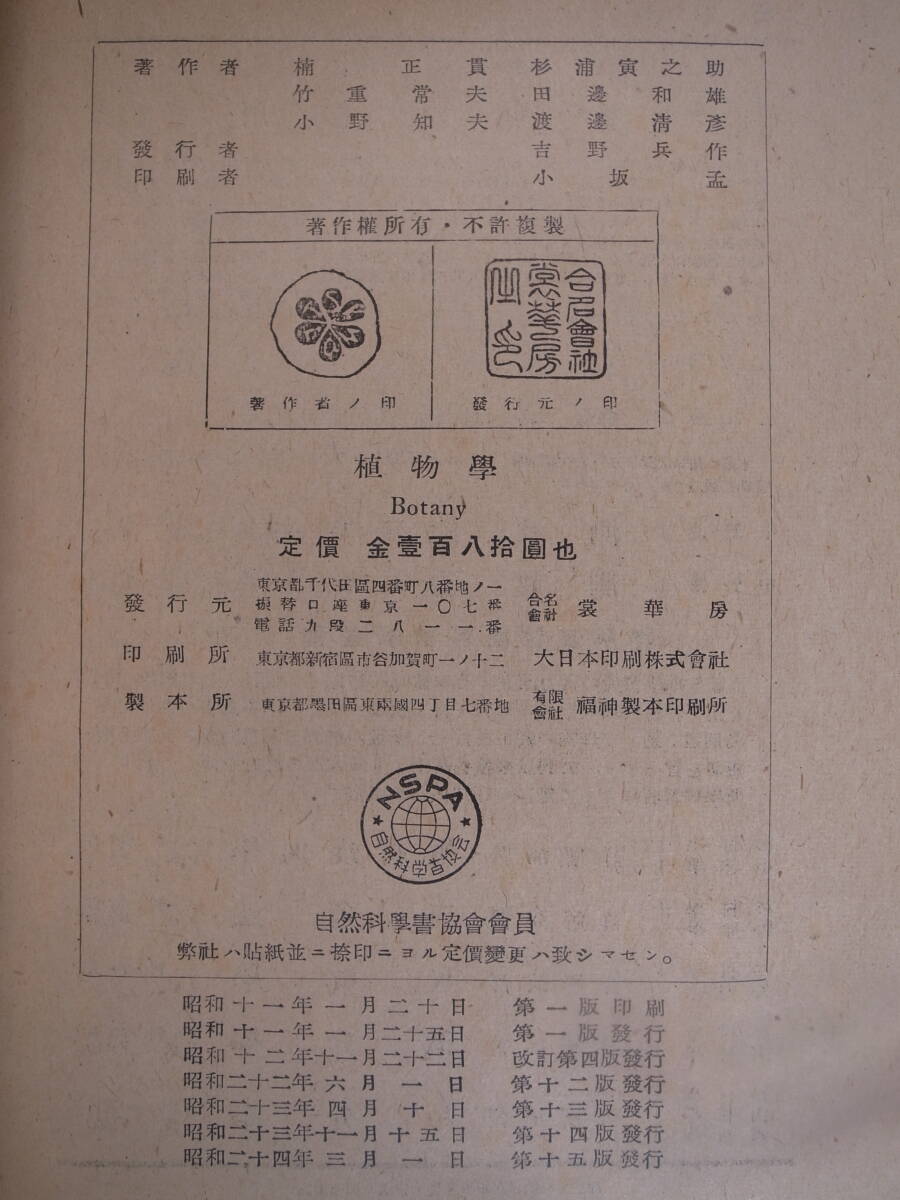 著作者 楠正貫 杉浦寅之助
竹重常夫 田邊和雄
小野知夫 渡邊清彦
發行者 吉野兵作
印刷者 小坂孟
著作權所有・不許複製
合名會社
裳華房
之印
著作者ノ印 發行元ノ印
植物學
Botany
定價 金壹百八拾圓也
發行元 東京都千代田區四番町八番地ノ一
振替口座東京一〇七番
電話九段二八一一番
合名會社 裳華房
印刷所 東京都新宿區市谷加賀町一ノ十二 大日本印刷株式會社
製本所 東京都墨田區東兩國四丁目七番地 有限會社 福神製本印刷所
NSPA
自然科学書協会
自然科學書協會會員
弊社ハ貼紙並ニ捺印ニヨル定價變更ハ致シマセン。
昭和十一年一月二十日 第一版印刷
昭和十一年一月二十五日 第一版發行
昭和十二年十一月二十二日 改訂第四版發行
昭和二十二年六月一日 第十二版發行
昭和二十三年四月十日 第十三版發行
昭和二十三年十一月十五日 第十四版發行
昭和二十四年三月一日 第十五版發行